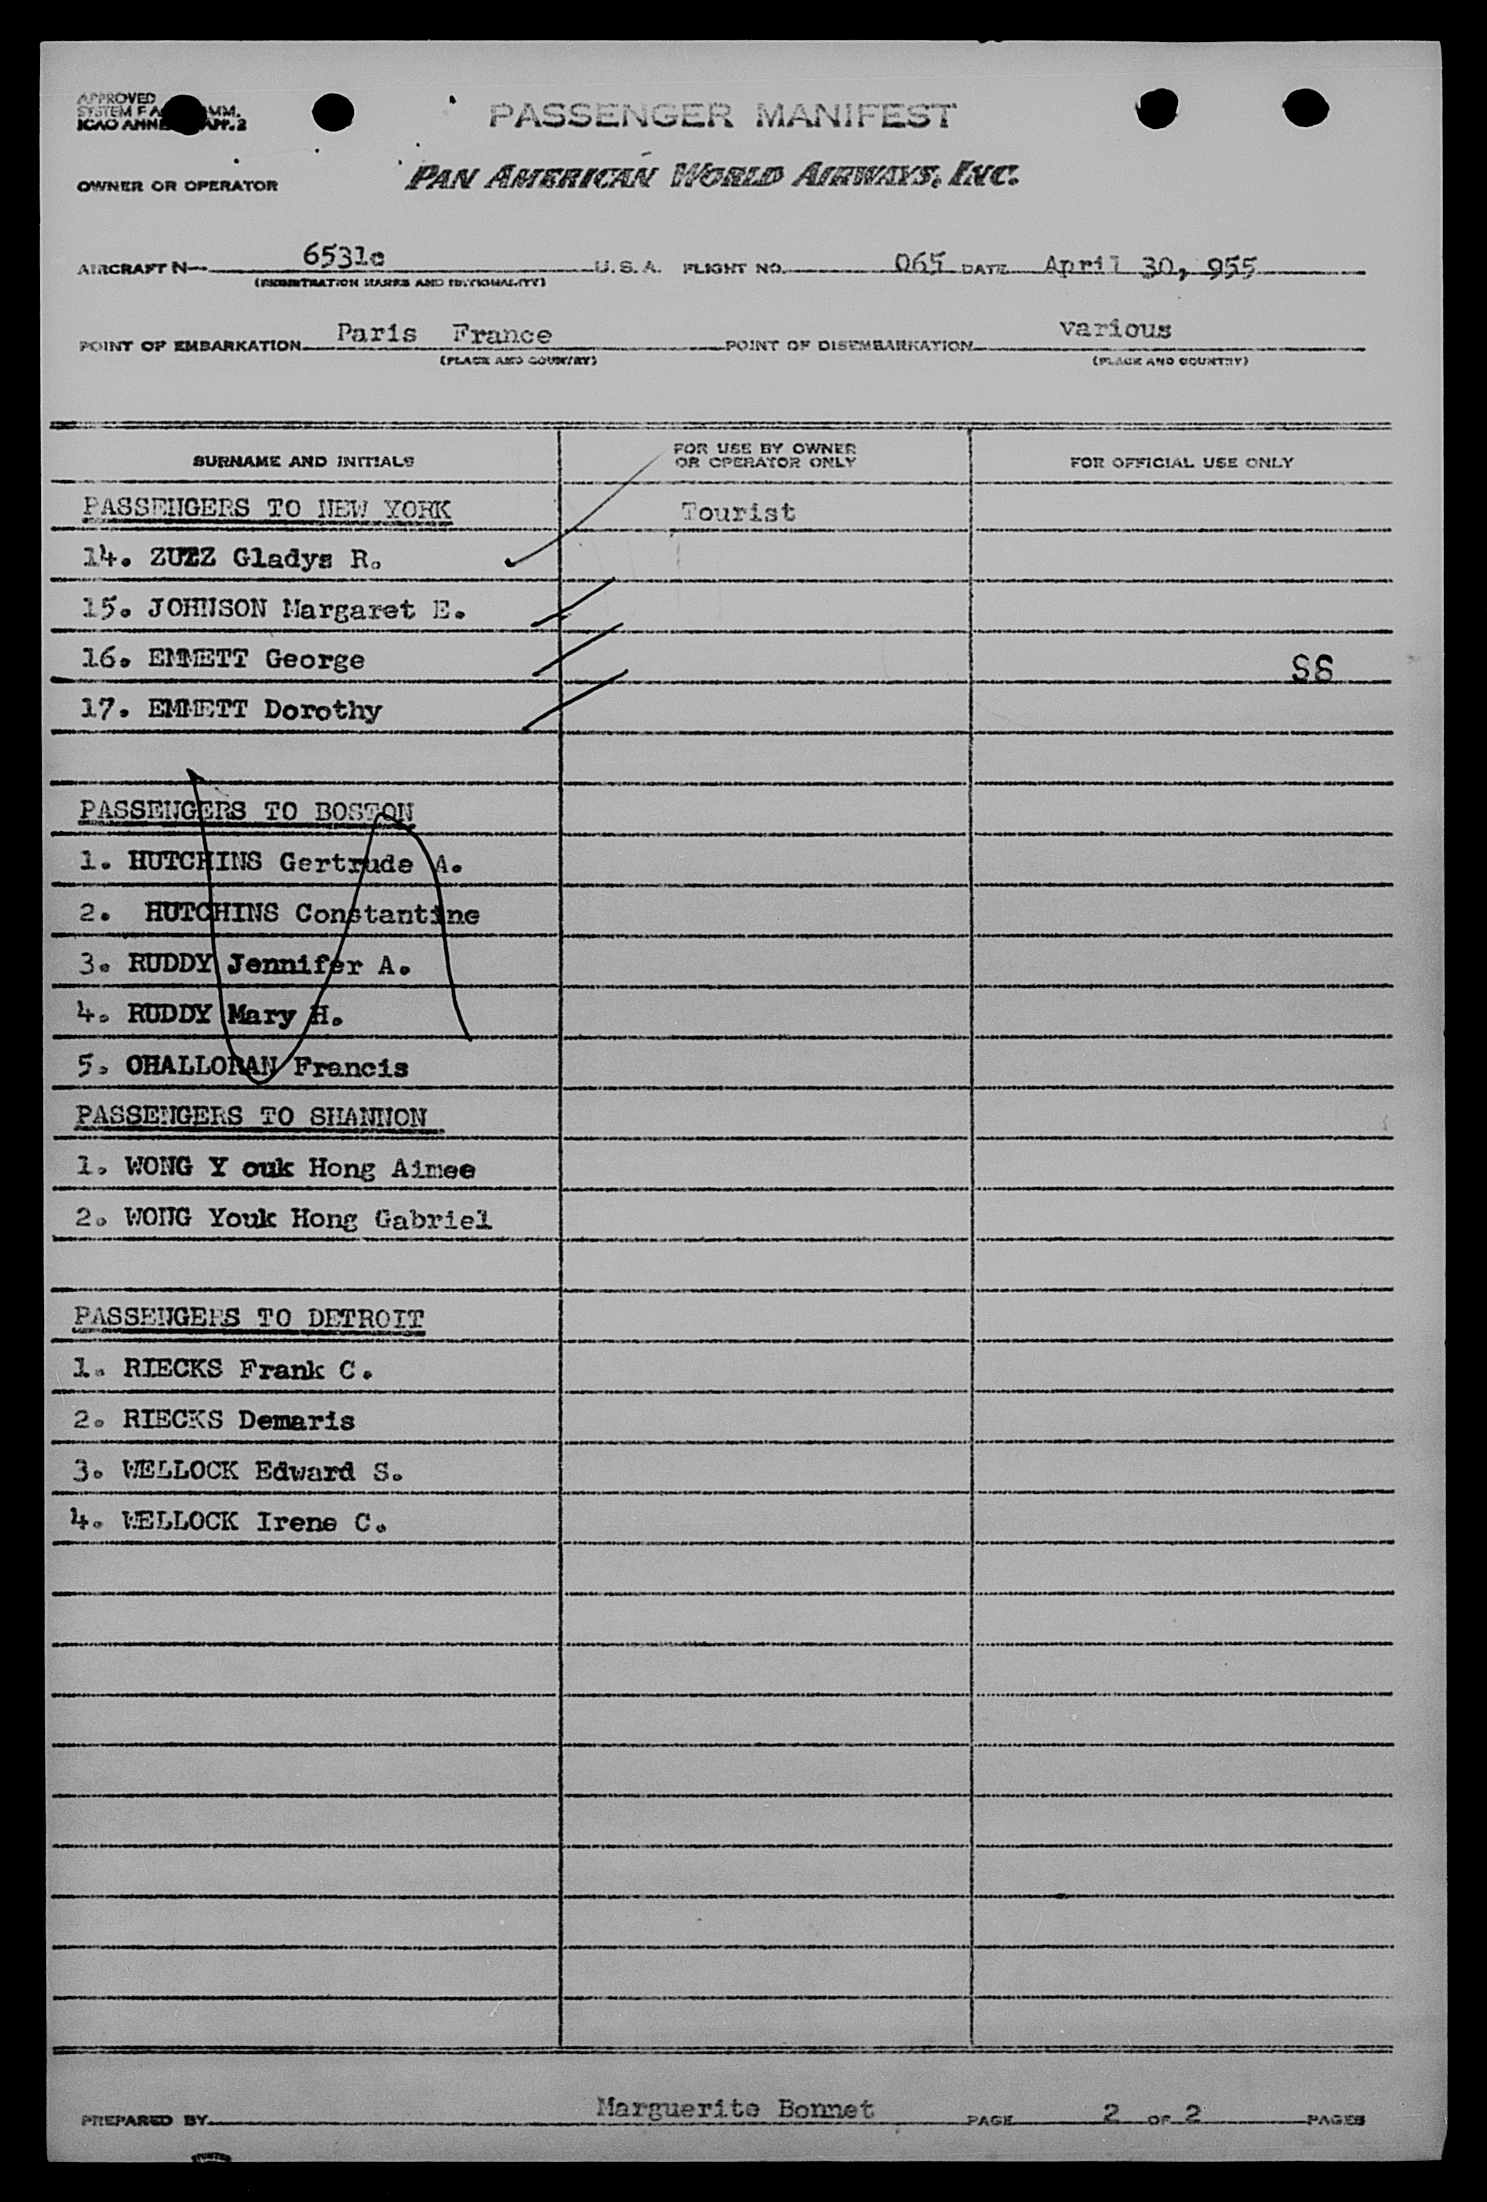 APPROVED
SYSTEM F A MM.
ICAO ANNE APP. 2
PASSENGER MANIFEST
OWNER OR OPERATOR PAN AMERICAN WORLD AIRWAYS, INC.
AIRCRAFT N— 6531c U. S. A. FLIGHT NO. 065 DATE April 30, 955
(REGISTRATION MARKS AND NATIONALITY)
POINT OF EMBARKATION Paris France POINT OF DISEMBARKATION various
(PLACE AND COUNTRY) (PLACE AND COUNTRY)
SURNAME AND INITIALS FOR USE BY OWNER OR OPERATOR ONLY FOR OFFICIAL USE ONLY
PASSENGERS TO NEW YORK Tourist
14. Gladys R.
15. JOHNSON Margaret E.
16. EMMETT George SS
17. EMMETT Dorothy
PASSENGERS TO BOSTON
1. HUTCHINS Gertrude A.
2. HUTCHINS Constantine
3. RUDDY Jennifer A.
4. RUDDY Mary H.
5. OHALLORAN Francis
PASSENGERS TO SHANNON
1. WONG Y ouk Hong Aimee
2. WONG Youk Hong Gabriel
PASSENGERS TO DETROIT
1. RIECKS Frank C.
2. RIECKS Demaris
3. WELLOCK Edward S.
4. WELLOCK Irene C.
PREPARED BY Marguerite Bonnet PAGE 2 OF 2 PAGES